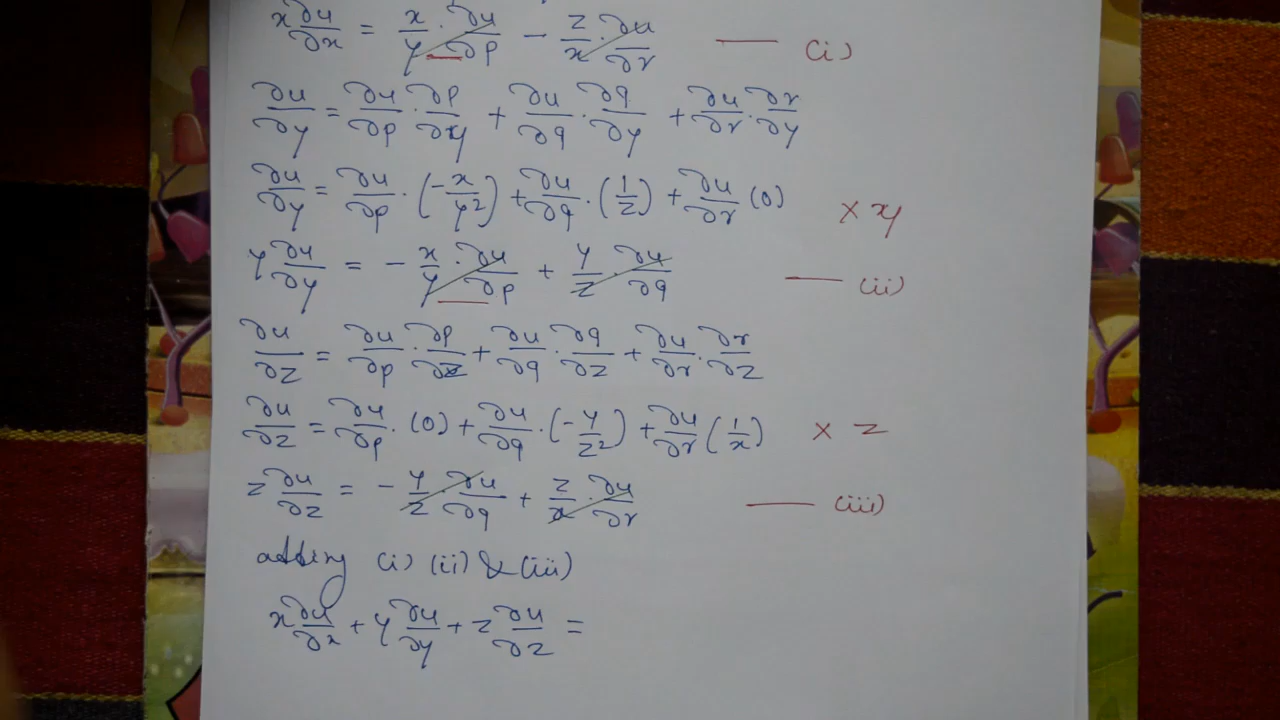 x ∂u/∂x = x/y · ∂u/∂p − z/x · ∂u/∂r —— (i)
∂u/∂y = ∂u/∂p · ∂p/∂y + ∂u/∂q · ∂q/∂y + ∂u/∂r · ∂r/∂y
∂u/∂y = ∂u/∂p · (−x/y²) + ∂u/∂q · (1/z) + ∂u/∂r (0) × y
y ∂u/∂y = − x/y · ∂u/∂p + y/z · ∂u/∂q —— (ii)
∂u/∂z = ∂u/∂p · ∂p/∂z + ∂u/∂q · ∂q/∂z + ∂u/∂r · ∂r/∂z
∂u/∂z = ∂u/∂p · (0) + ∂u/∂q · (−y/z²) + ∂u/∂r (1/x) × z
z ∂u/∂z = − y/z · ∂u/∂q + z/x · ∂u/∂r —— (iii)
adding (i) (ii) & (iii)
x ∂u/∂x + y ∂u/∂y + z ∂u/∂z =